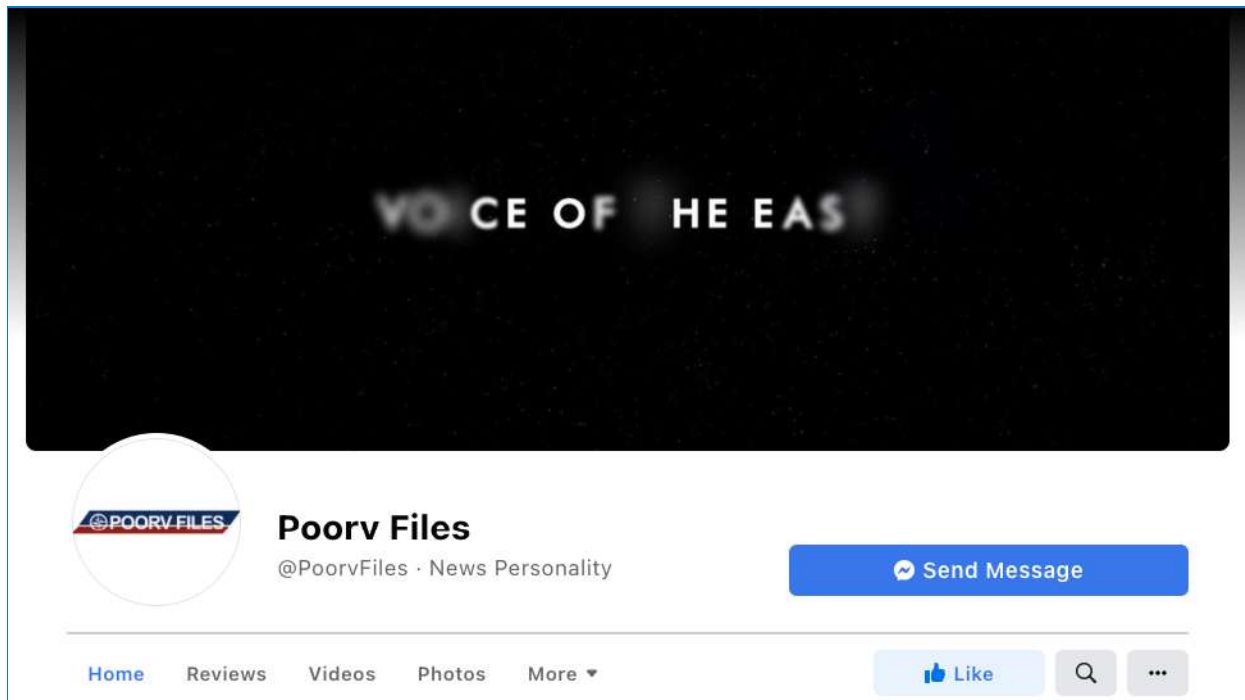 VO CE OF HE EAS
POORV FILES
Poorv Files
@PoorvFiles · News Personality
Send Message
Home Reviews Videos Photos More
Like